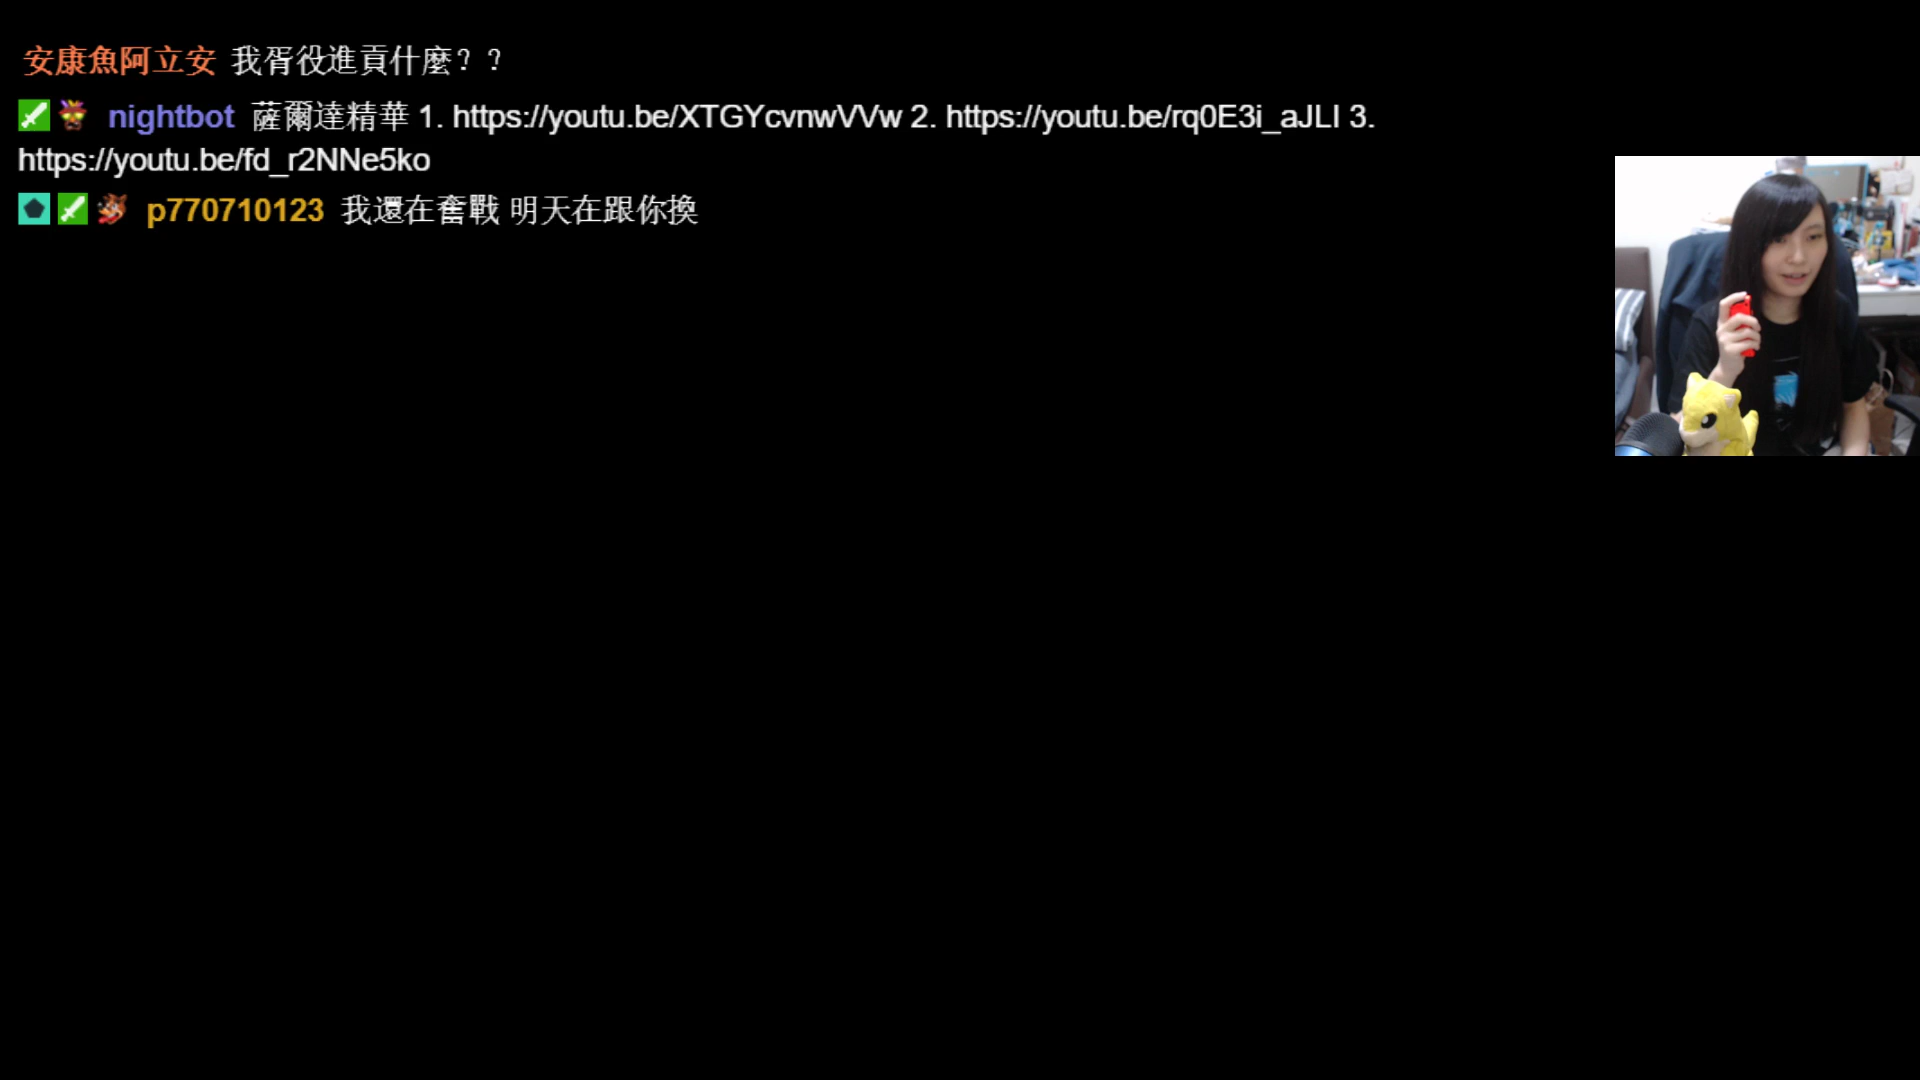 安康魚阿立安 我胥役進貢什麼？？
nightbot 薩爾達精華 1. https://youtu.be/XTGYcvnwVVw 2. https://youtu.be/rq0E3i_aJLI 3.
https://youtu.be/fd_r2NNe5ko
p770710123 我還在奮戰 明天在跟你換